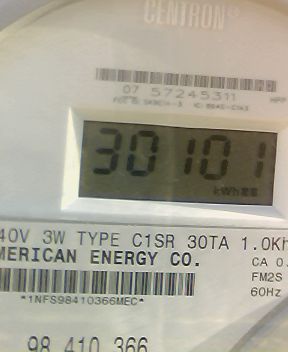 CENTRON®
07 57245311
30101
kWh
40V 3W TYPE C1SR 30TA 1.0Kh
MERICAN ENERGY CO.
CA 0.
FM2S
*1NFS98410366MEC*
60Hz
98 410 366